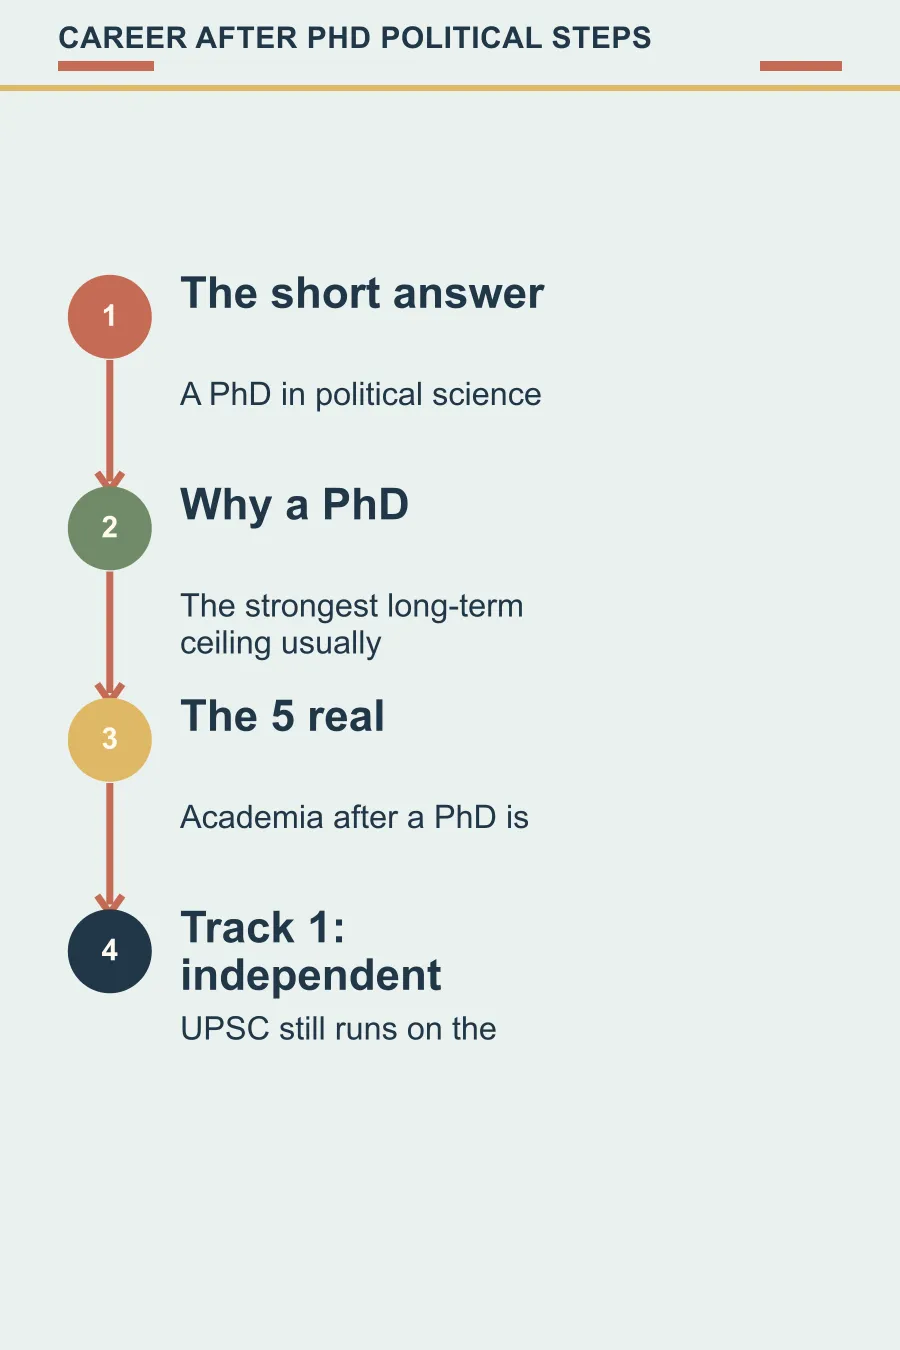 CAREER AFTER PHD POLITICAL STEPS
1
The short answer
A PhD in political science
2
Why a PhD
The strongest long-term
ceiling usually
3
The 5 real
Academia after a PhD is
4
Track 1:
independent
UPSC still runs on the